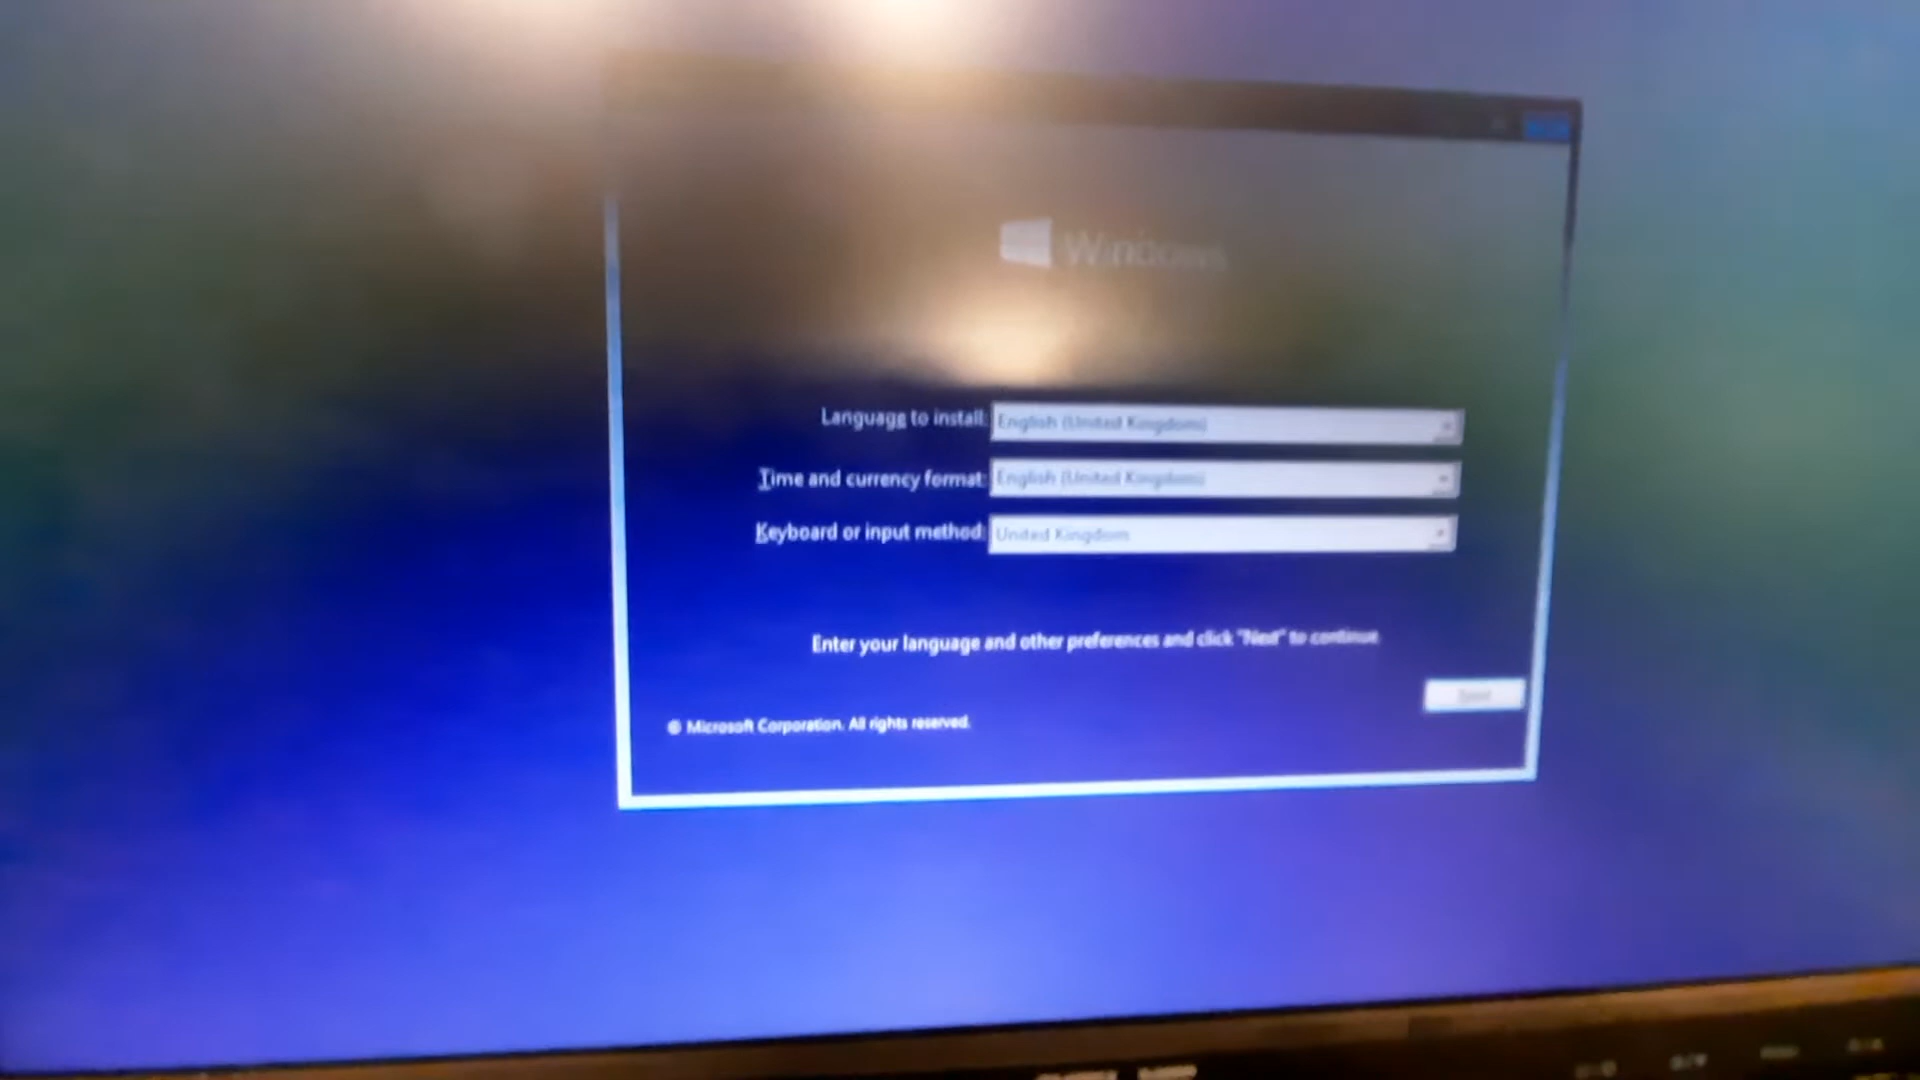 Windows
Language to install: English (United Kingdom)
Time and currency format: English (United Kingdom)
Keyboard or input method: United Kingdom
Enter your language and other preferences and click "Next" to continue.
Next
© Microsoft Corporation. All rights reserved.